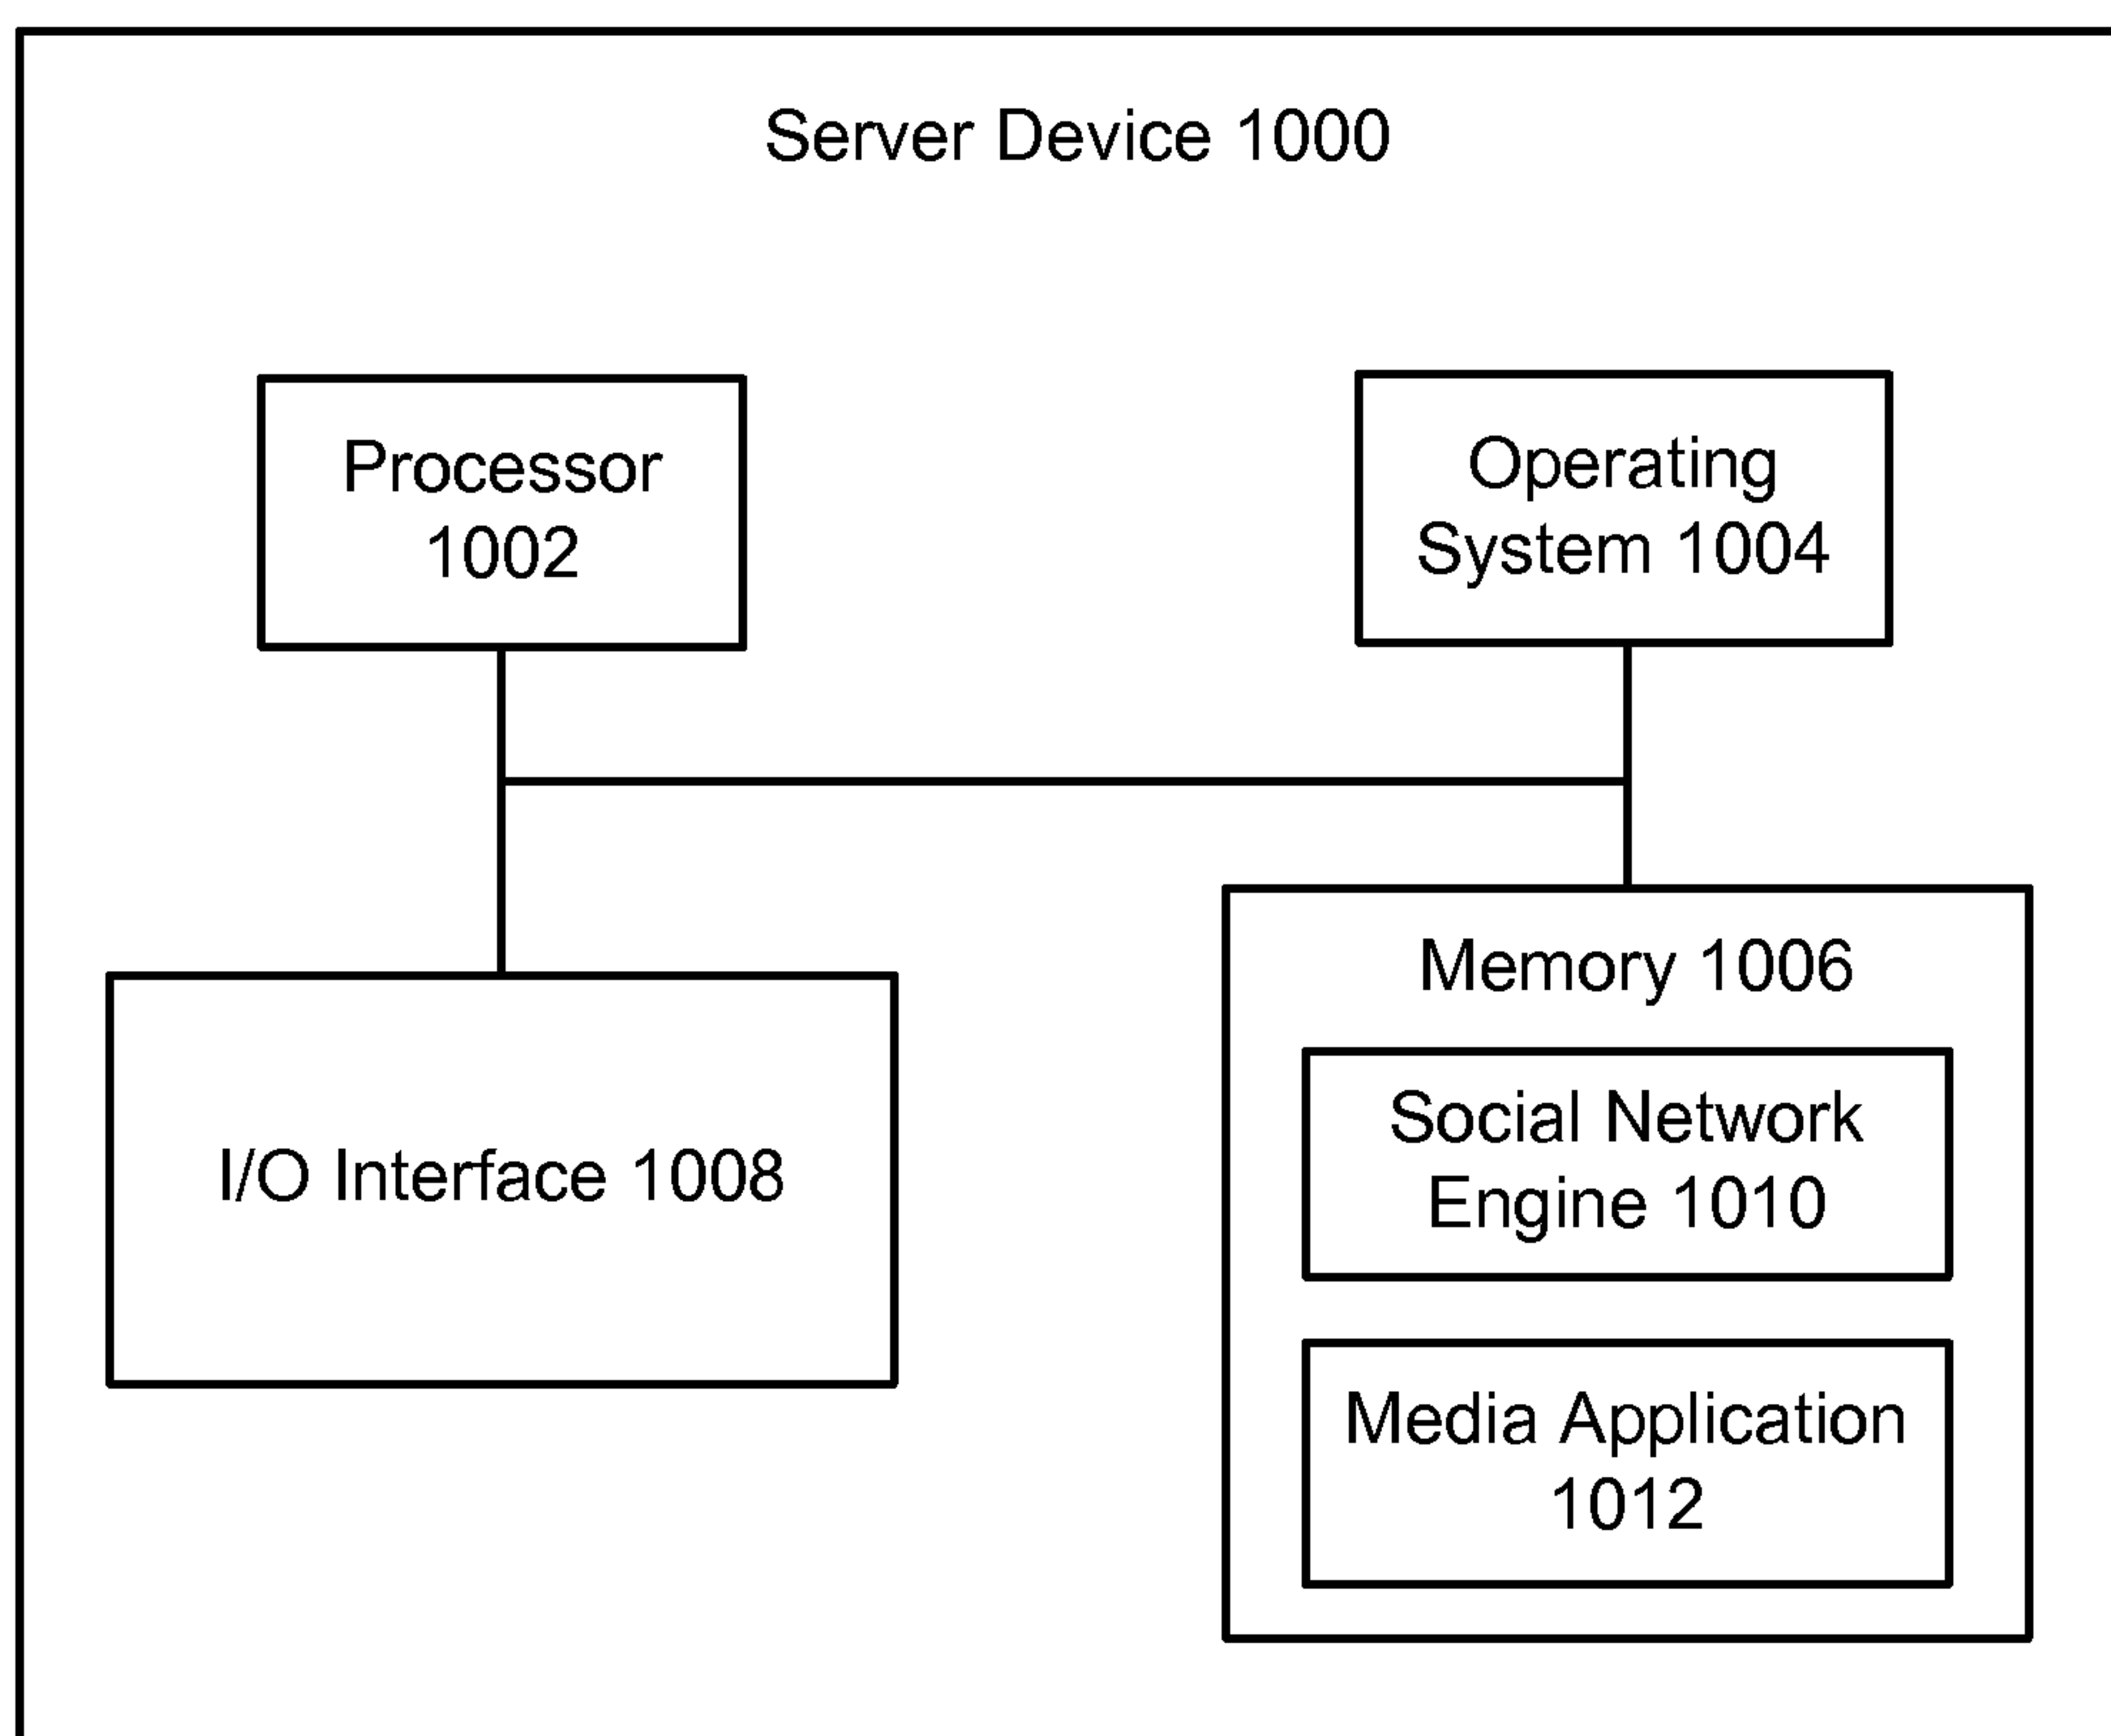 Server Device 1000
Processor
1002
Operating
System 1004
I/O Interface 1008
Memory 1006
Social Network
Engine 1010
Media Application
1012